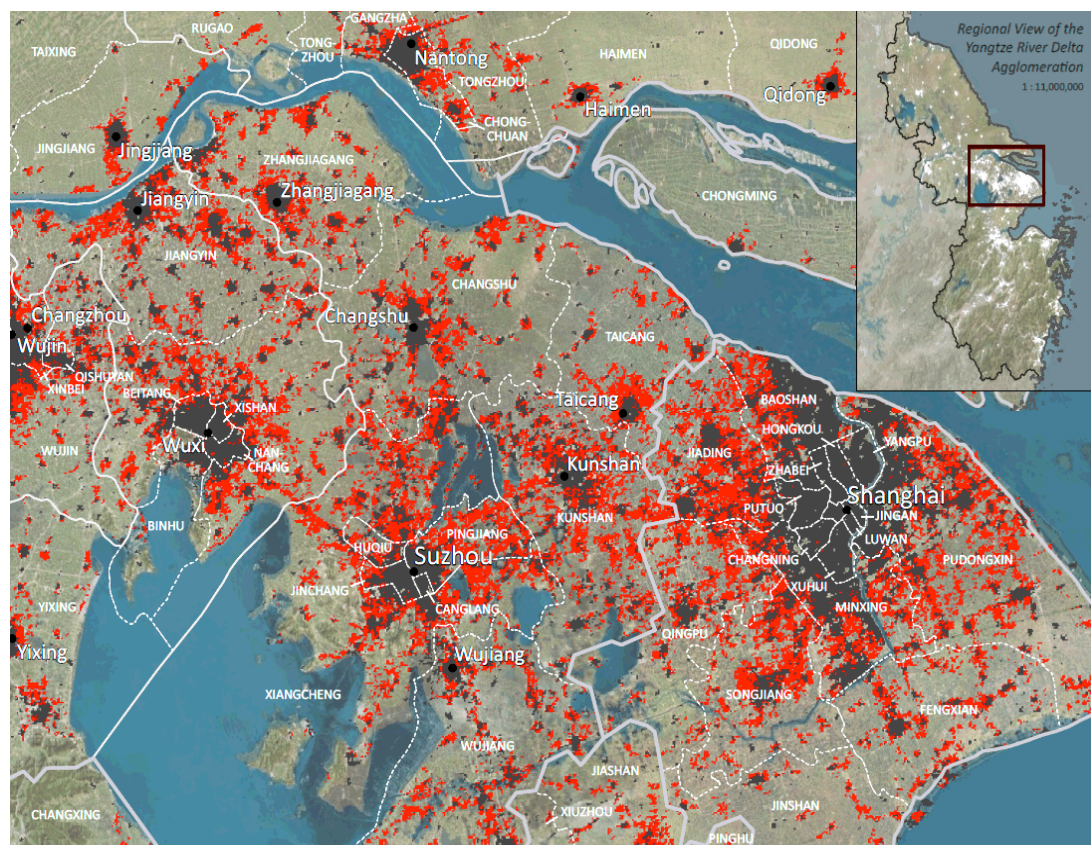 GANGZHA
RUGAO
TAIXING
TONG-
ZHOU
Nantong
HAIMEN
QIDONG
TONGZHOU
Haimen
Qidong
CHONG-
CHUAN
JINGJIANG
Jingjiang
ZHANGJIAGANG
Zhangjiagang
Jiangyin
CHONGMING
JIANGYIN
CHANGSHU
Changshu
Changzhou
Wujin
TAICANG
QISHUYAN
XINBEI
BEITANG
XISHAN
Taicang
BAOSHAN
HONGKOU
YANGPU
Wuxi
WUJIN
NAN-
CHANG
JIADING
ZHABEI
Kunshan
Shanghai
PUTUO
JINGAN
BINHU
KUNSHAN
PINGJIANG
LUWAN
HUQIU
Suzhou
CHANGNING
PUDONGXIN
JINCHANG
XUHUI
CANGLANG
MINXING
YIXING
Yixing
QINGPU
Wujiang
XIANGCHENG
SONGJIANG
FENGXIAN
WUJIANG
JIASHAN
JINSHAN
XIUZHOU
CHANGXING
PINGHU
Regional View of the
Yangtze River Delta
Agglomeration
1 : 11,000,000